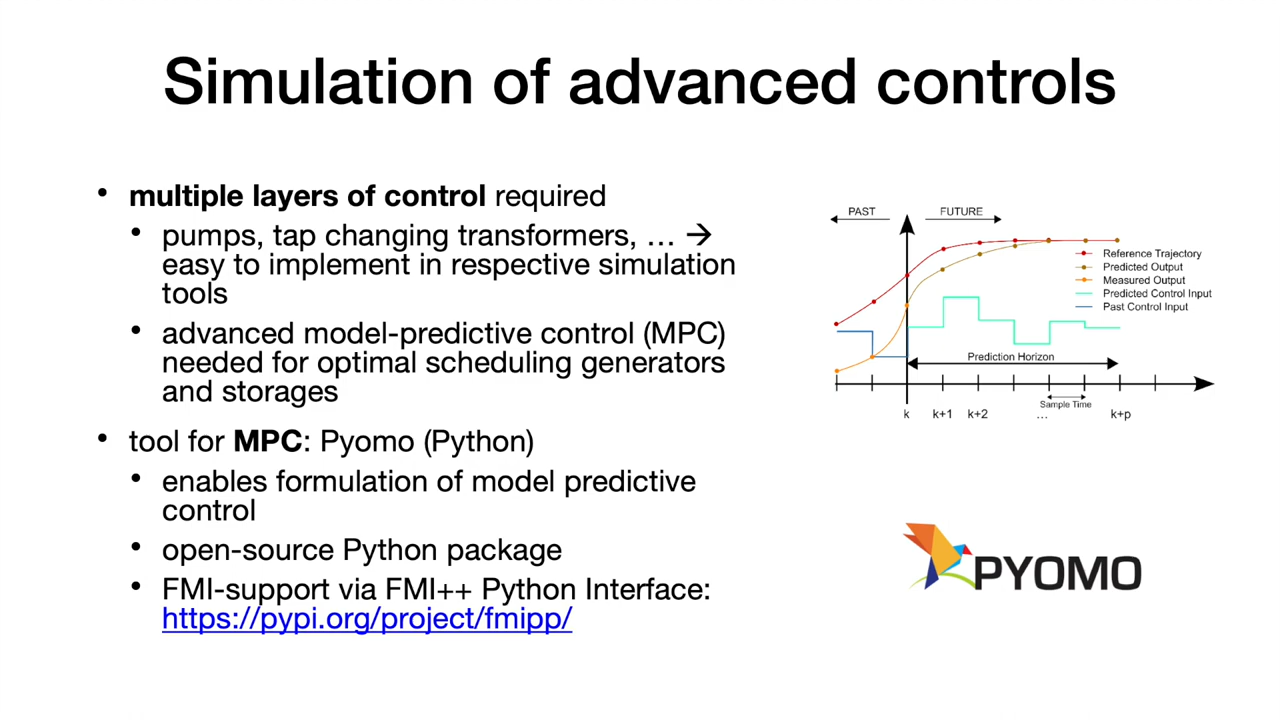 Simulation of advanced controls
• multiple layers of control required
• pumps, tap changing transformers, … →
easy to implement in respective simulation
tools
• advanced model-predictive control (MPC)
needed for optimal scheduling generators
and storages
• tool for MPC: Pyomo (Python)
• enables formulation of model predictive
control
• open-source Python package
• FMI-support via FMI++ Python Interface:
https://pypi.org/project/fmipp/
PAST FUTURE
Reference Trajectory
Predicted Output
Measured Output
Predicted Control Input
Past Control Input
Prediction Horizon
Sample Time
k k+1 k+2 … k+p
PYOMO